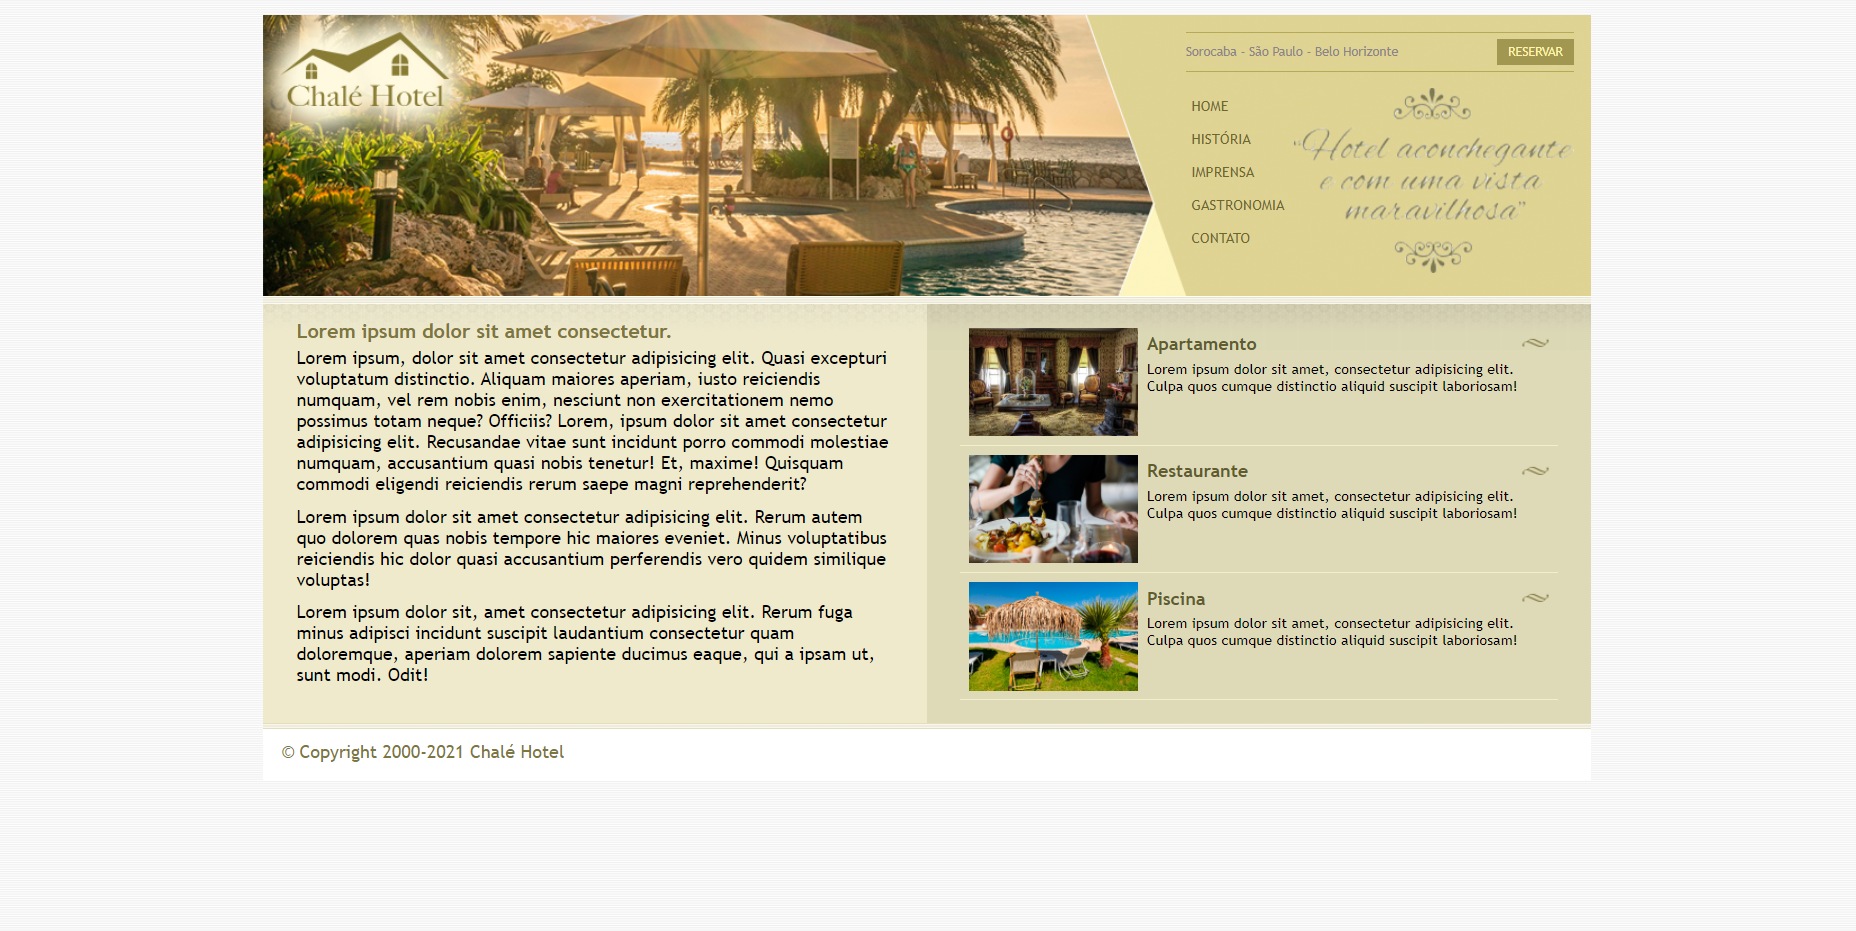 Chalé Hotel
Sorocaba - São Paulo - Belo Horizonte
RESERVAR
HOME
HISTÓRIA
IMPRENSA
GASTRONOMIA
CONTATO
“Hotel aconchegante
e com uma vista
maravilhosa”
Lorem ipsum dolor sit amet consectetur.
Lorem ipsum, dolor sit amet consectetur adipisicing elit. Quasi excepturi
voluptatum distinctio. Aliquam maiores aperiam, iusto reiciendis
numquam, vel rem nobis enim, nesciunt non exercitationem nemo
possimus totam neque? Officiis? Lorem, ipsum dolor sit amet consectetur
adipisicing elit. Recusandae vitae sunt incidunt porro commodi molestiae
numquam, accusantium quasi nobis tenetur! Et, maxime! Quisquam
commodi eligendi reiciendis rerum saepe magni reprehenderit?
Lorem ipsum dolor sit amet consectetur adipisicing elit. Rerum autem
quo dolorem quas nobis tempore hic maiores eveniet. Minus voluptatibus
reiciendis hic dolor quasi accusantium perferendis vero quidem similique
voluptas!
Lorem ipsum dolor sit, amet consectetur adipisicing elit. Rerum fuga
minus adipisci incidunt suscipit laudantium consectetur quam
doloremque, aperiam dolorem sapiente ducimus eaque, qui a ipsam ut,
sunt modi. Odit!
Apartamento
Lorem ipsum dolor sit amet, consectetur adipisicing elit.
Culpa quos cumque distinctio aliquid suscipit laboriosam!
Restaurante
Lorem ipsum dolor sit amet, consectetur adipisicing elit.
Culpa quos cumque distinctio aliquid suscipit laboriosam!
Piscina
Lorem ipsum dolor sit amet, consectetur adipisicing elit.
Culpa quos cumque distinctio aliquid suscipit laboriosam!
© Copyright 2000-2021 Chalé Hotel